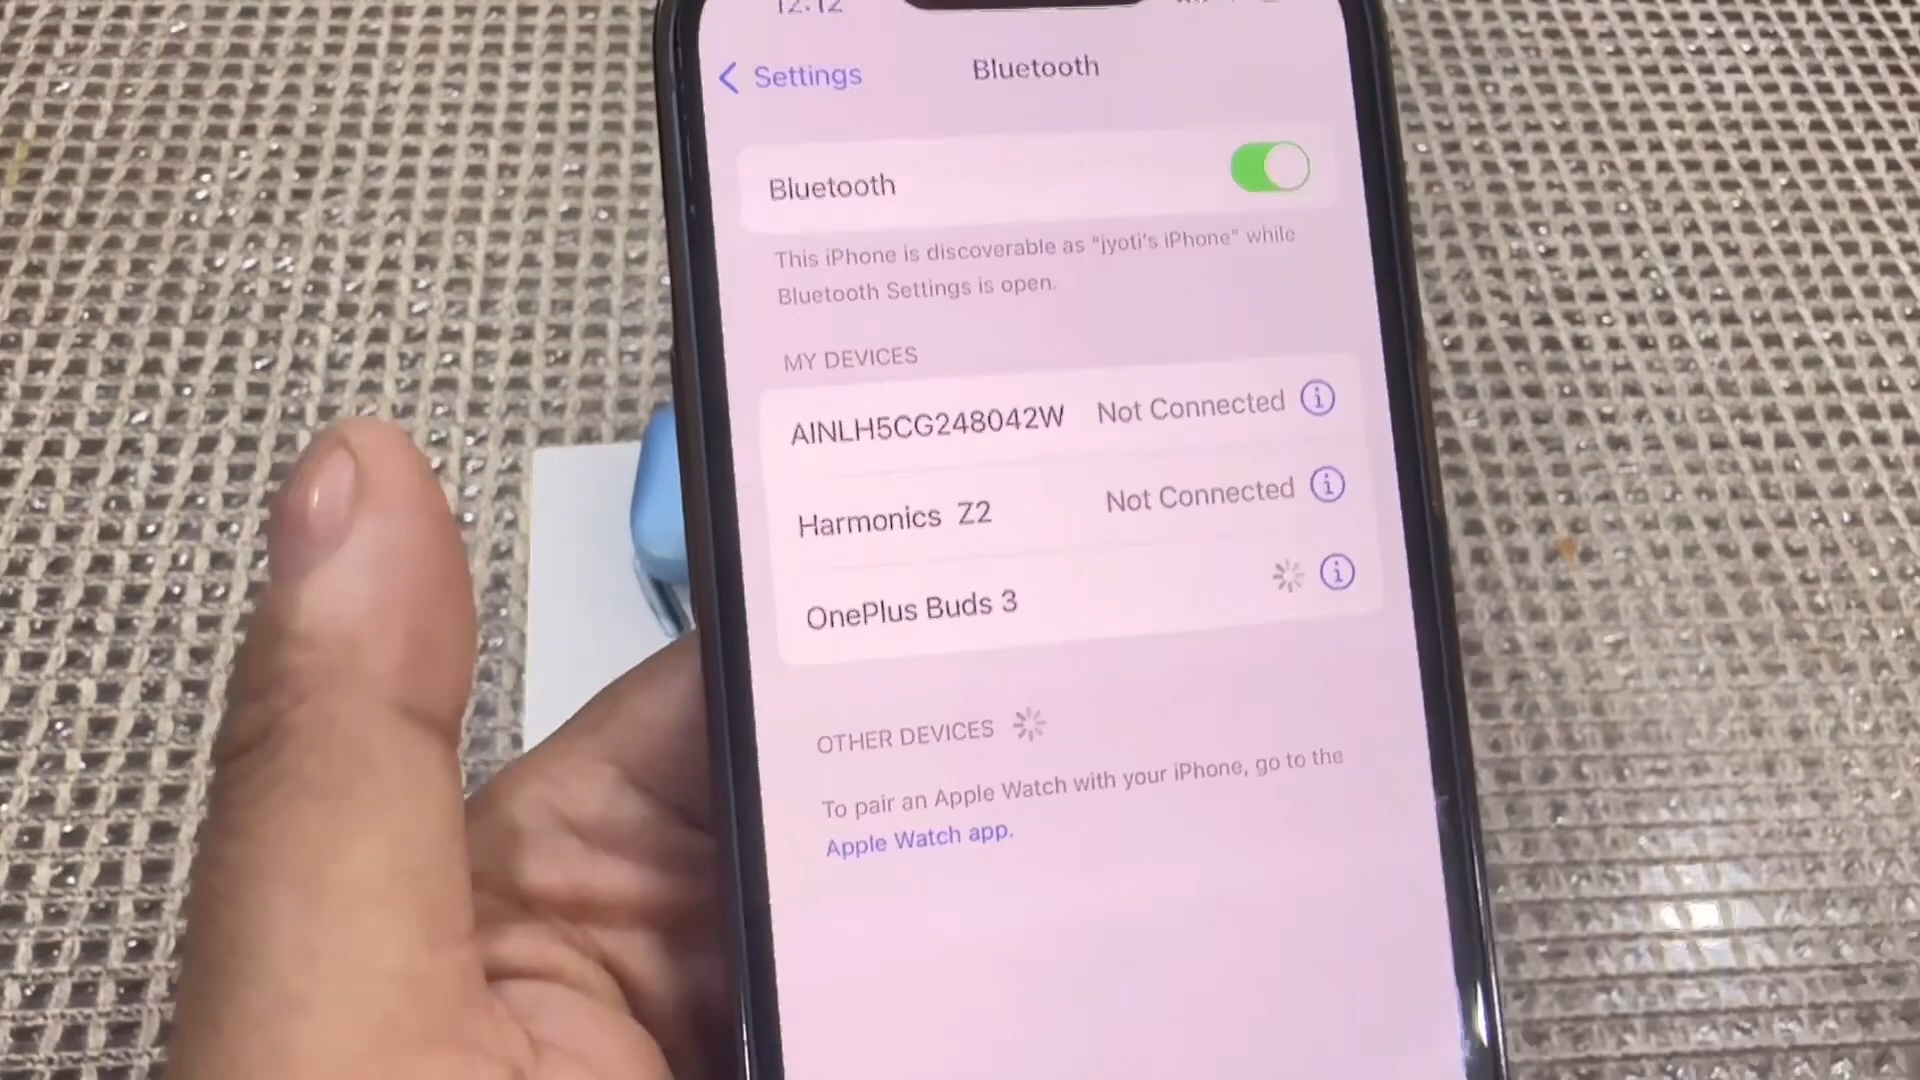 12:12
Settings
Bluetooth
Bluetooth
This iPhone is discoverable as "jyoti's iPhone" while
Bluetooth Settings is open.
MY DEVICES
AINLH5CG248042W Not Connected
Harmonics Z2 Not Connected
OnePlus Buds 3
OTHER DEVICES
To pair an Apple Watch with your iPhone, go to the
Apple Watch app.